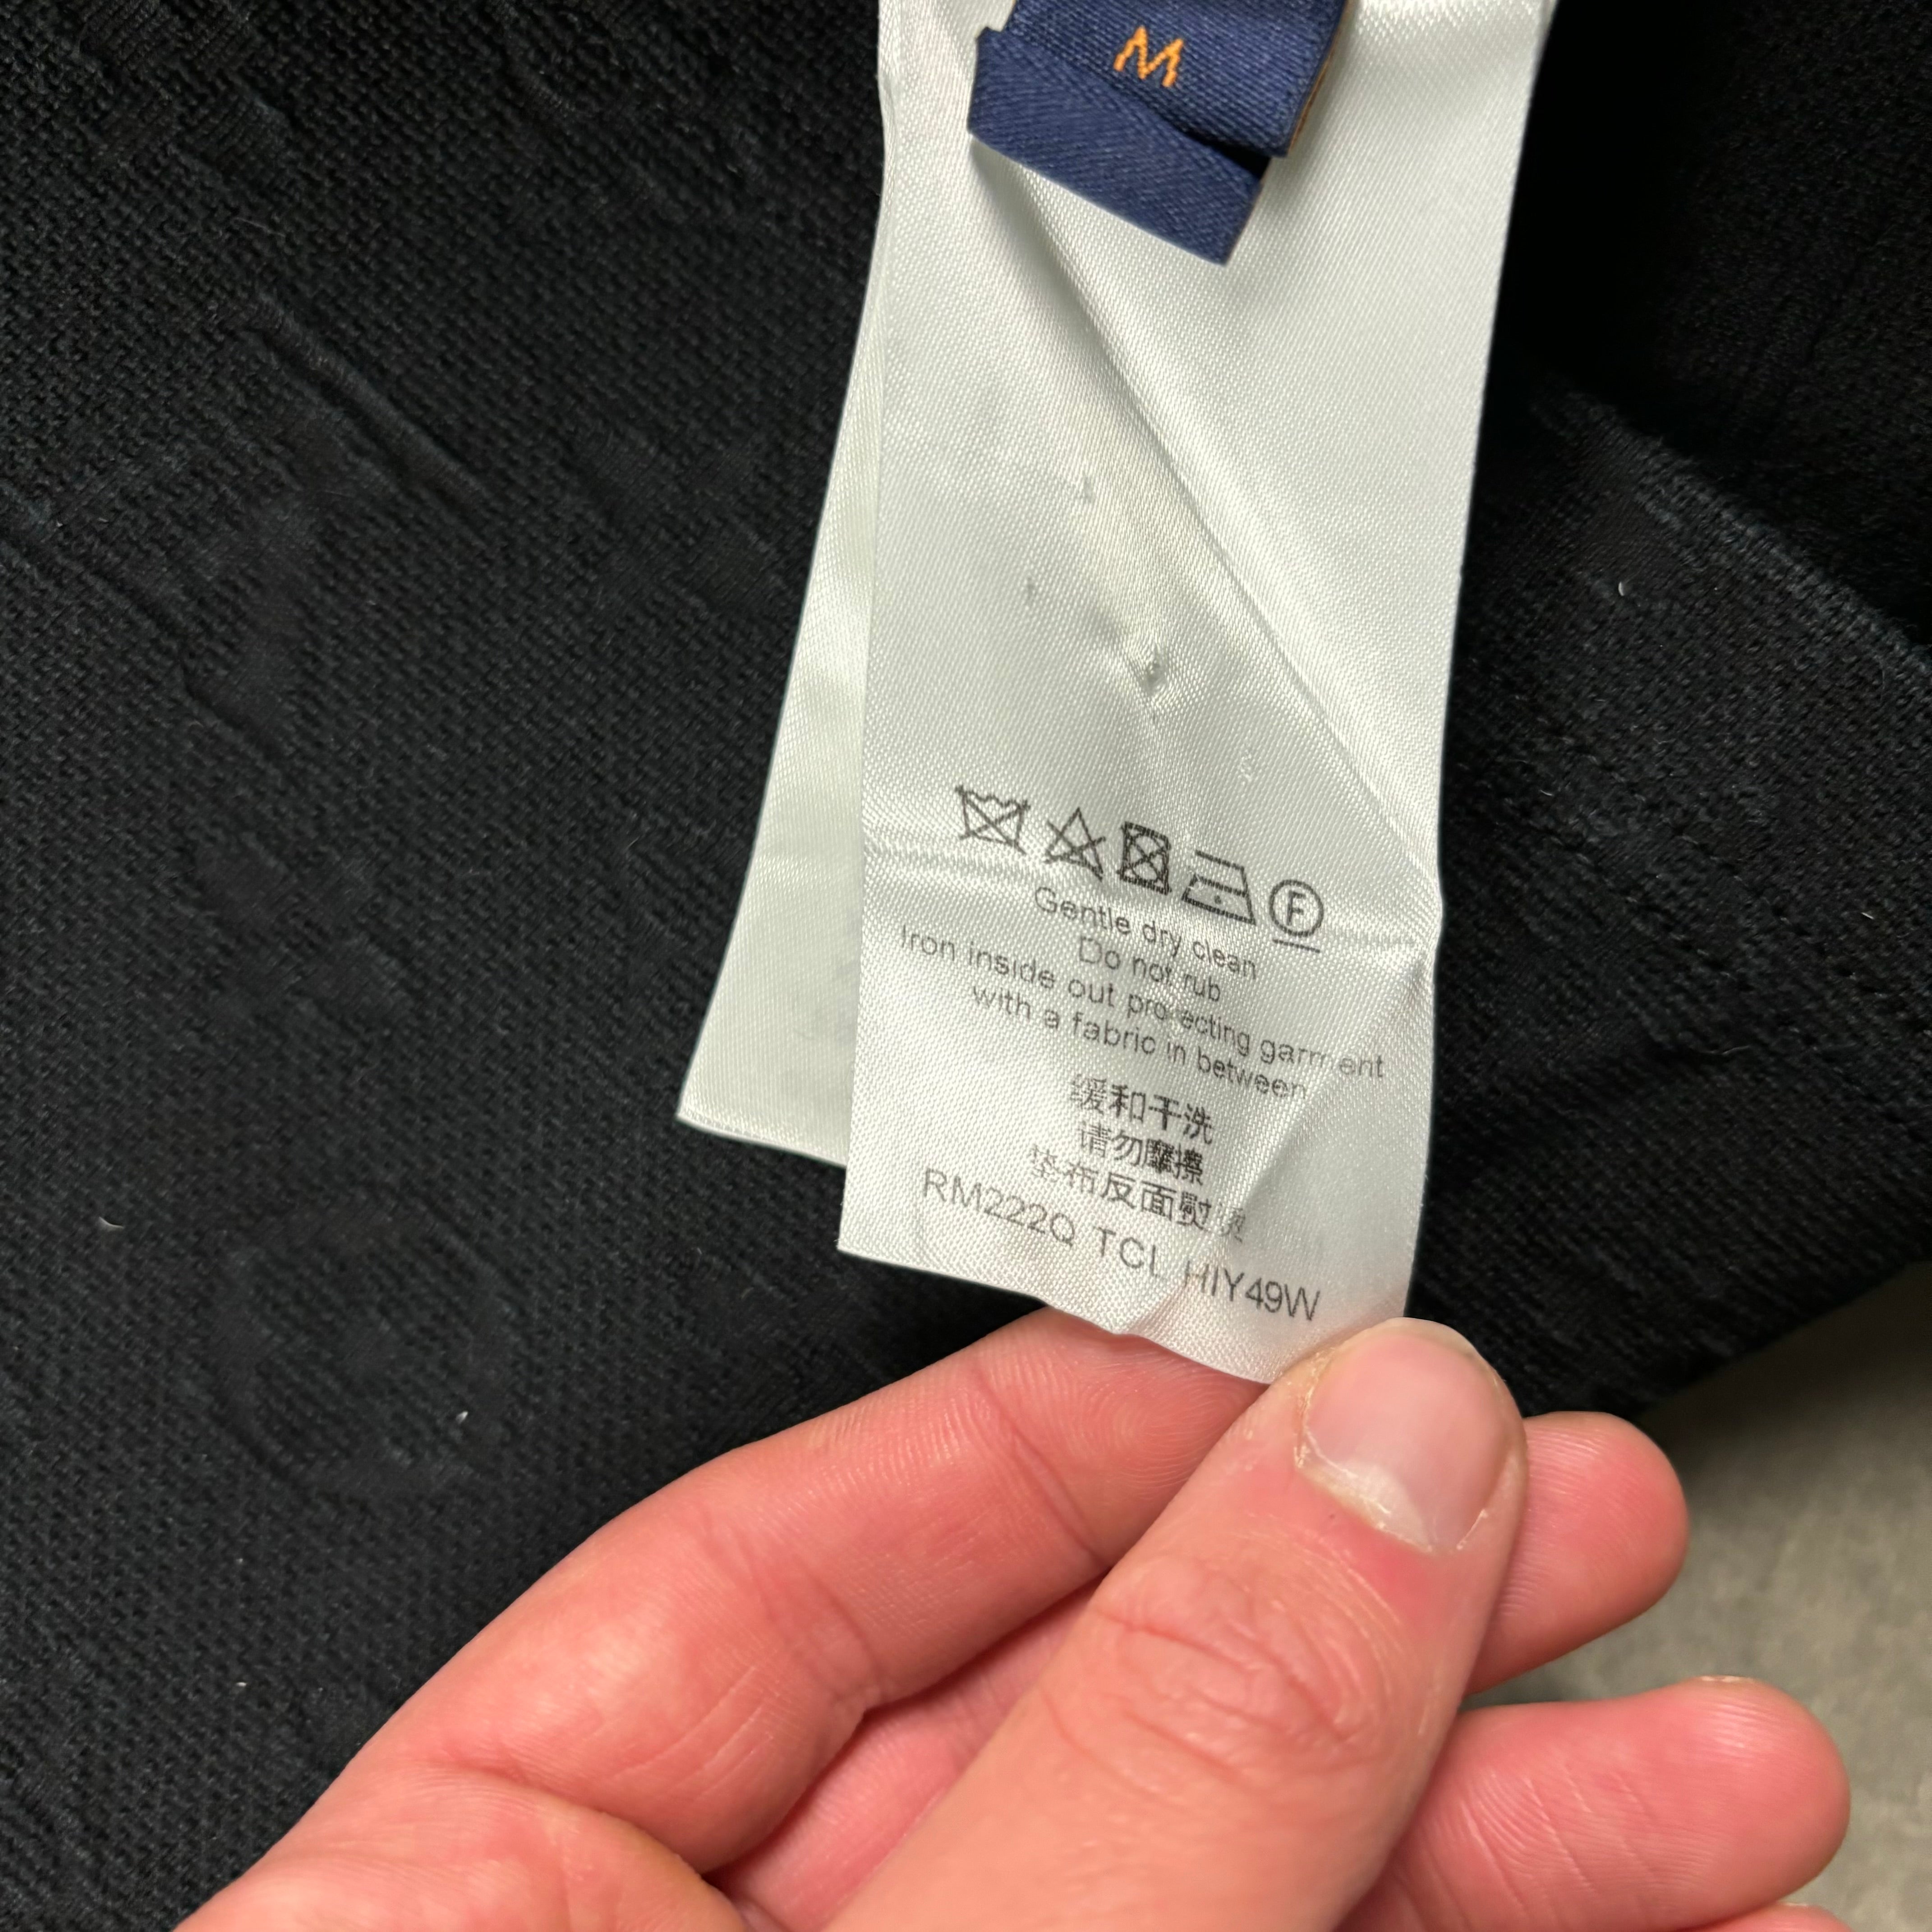 M
F
Gentle dry clean
Do not rub
Iron inside out protecting garment
with a fabric in between
缓和干洗
请勿摩擦
垫布反面熨烫
RM222Q TCL HIY49W